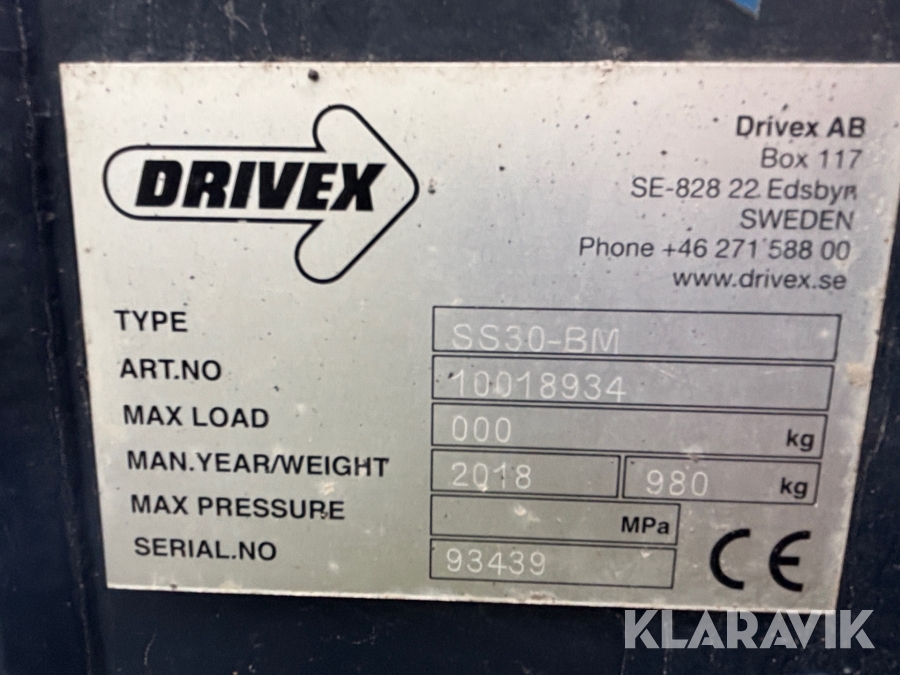 DRIVEX
Drivex AB
Box 117
SE-828 22 Edsbyn
SWEDEN
Phone +46 271 588 00
www.drivex.se
TYPE SS30-BM
ART.NO 10018934
MAX LOAD 000 kg
MAN.YEAR/WEIGHT 2018 980 kg
MAX PRESSURE MPa
SERIAL.NO 93439
CE
KLARAVIK